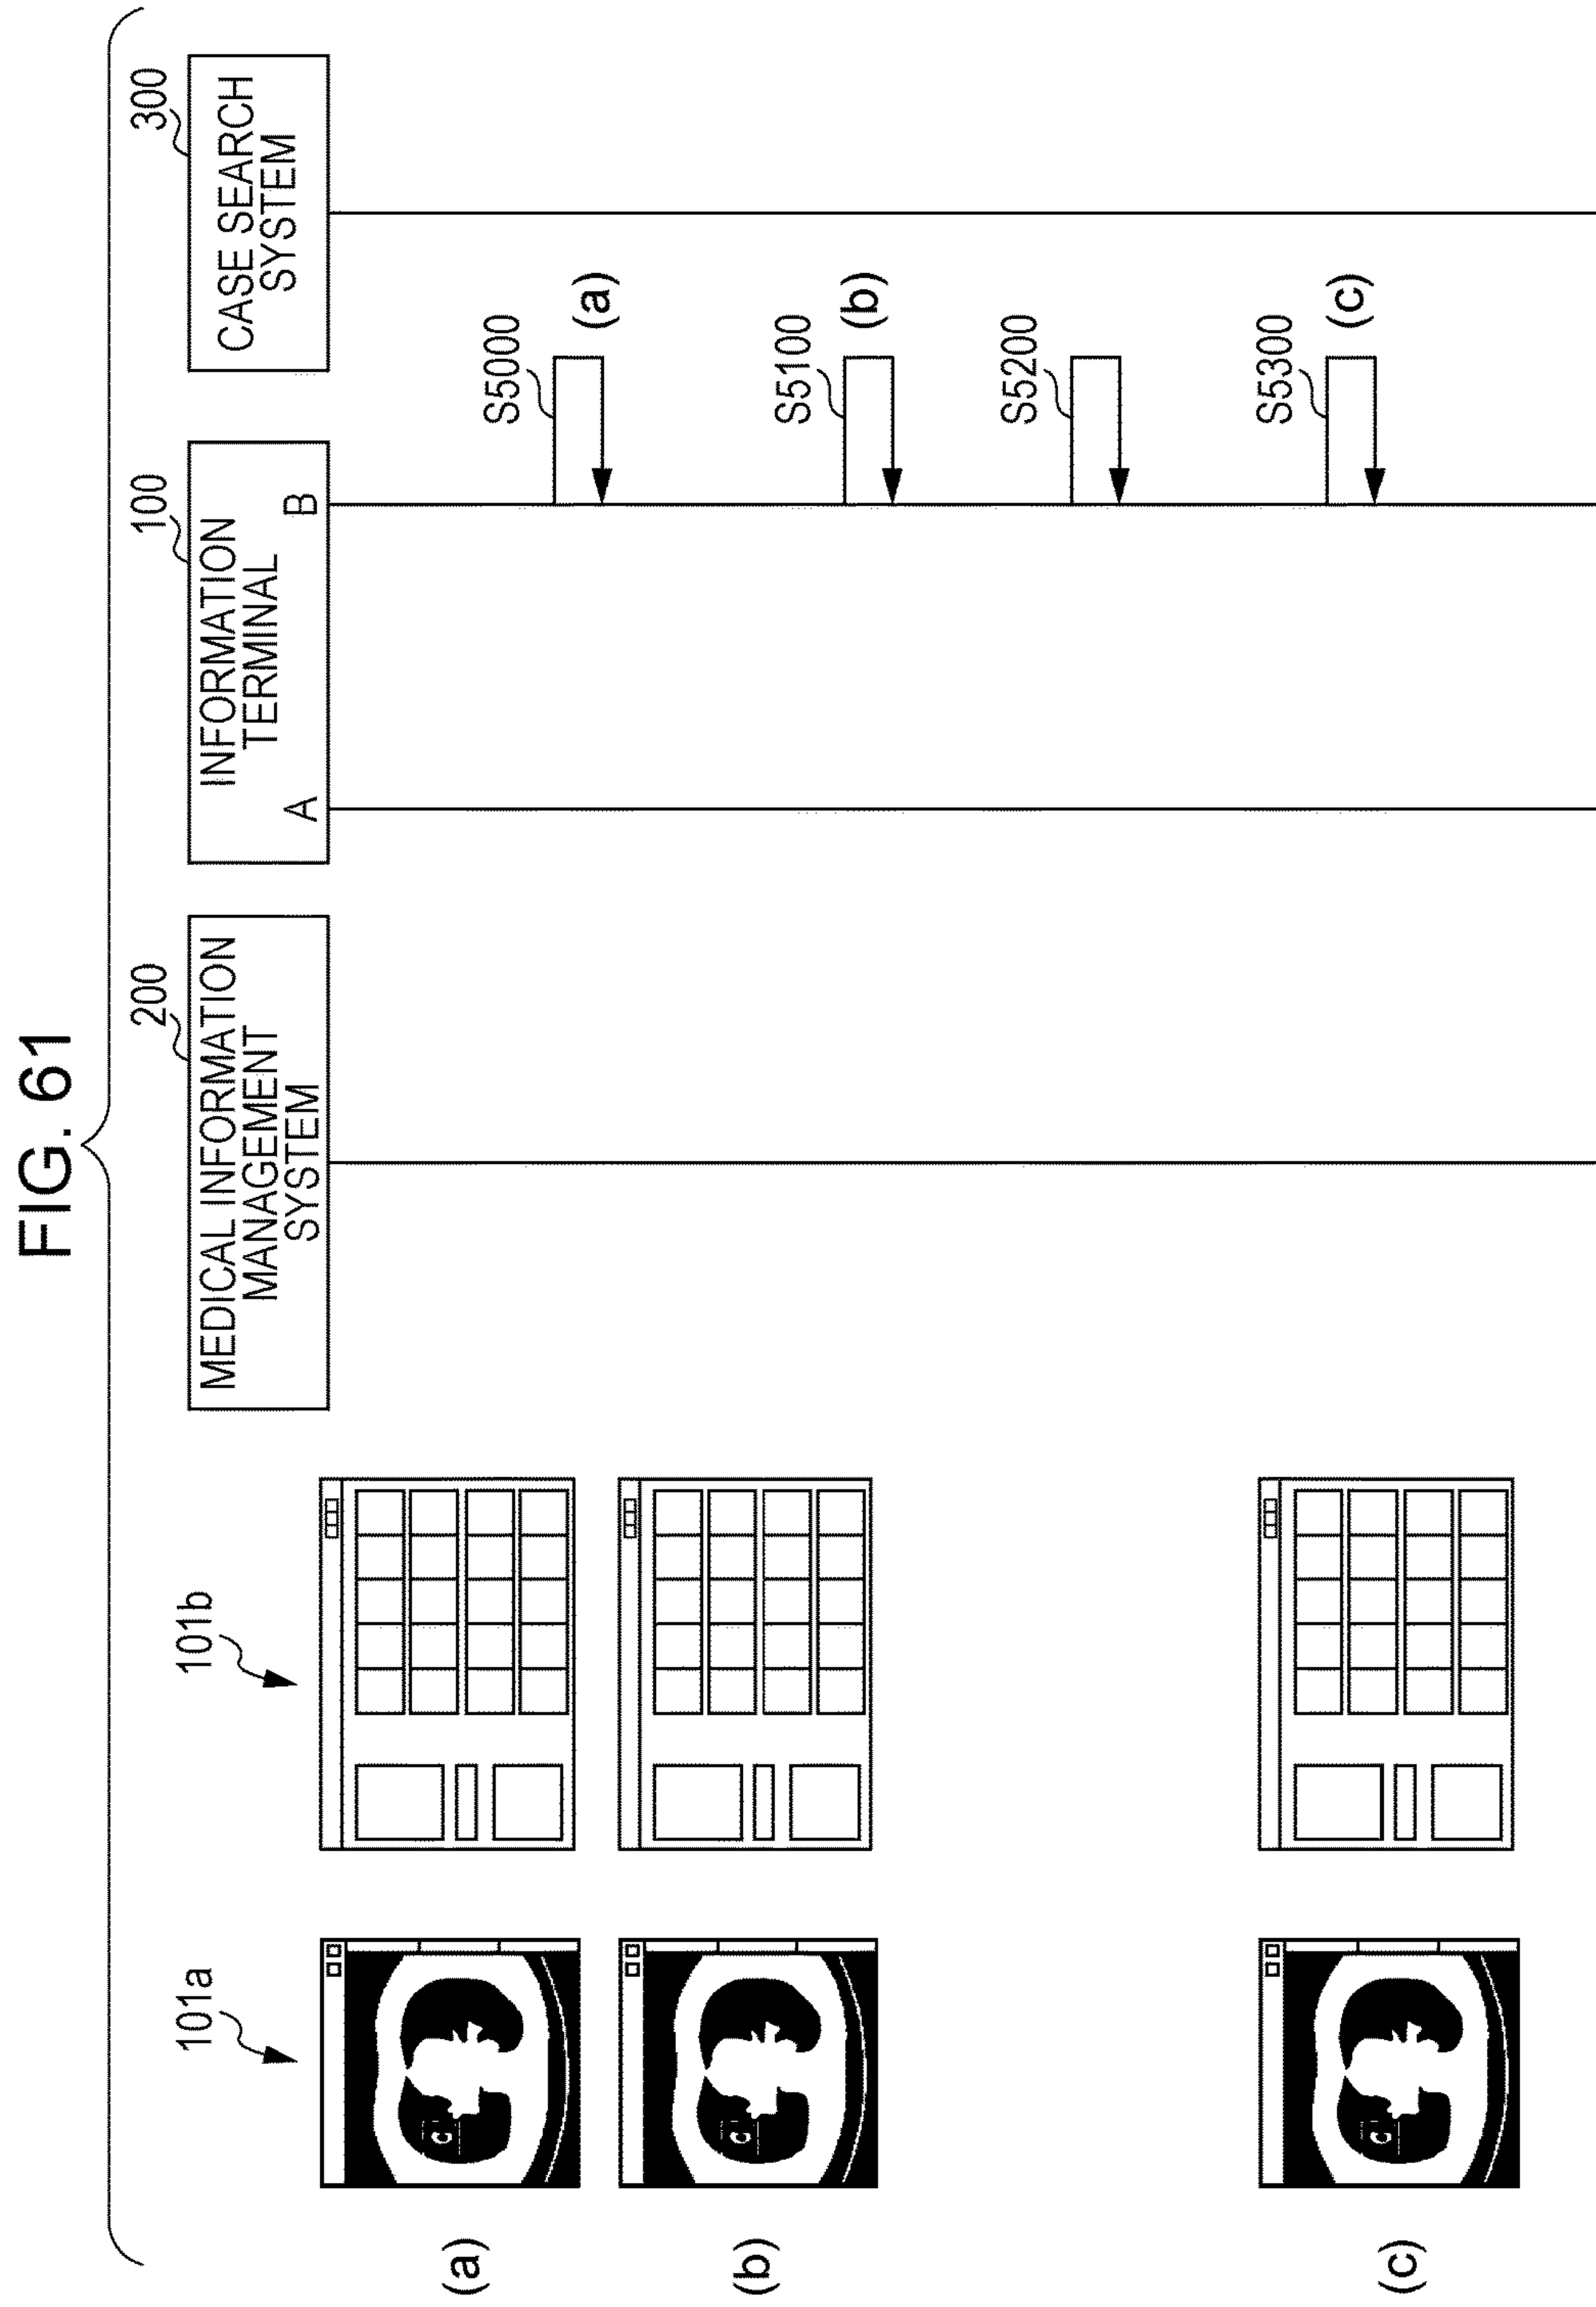 FIG. 61
101a
101b
200
100
300
MEDICAL INFORMATION
MANAGEMENT
SYSTEM
INFORMATION
TERMINAL
A
B
CASE SEARCH
SYSTEM
(a)
S5000
(a)
(b)
S5100
(b)
S5200
(c)
S5300
(c)